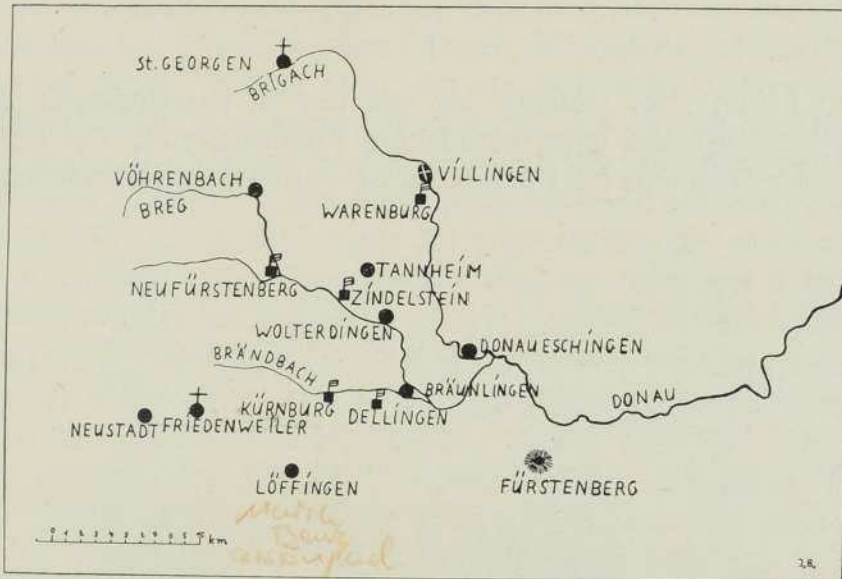 St. GEORGEN
BRIGACH
VÖHRENBACH
BREG
VILLINGEN
WARENBURG
TANNHEIM
NEUFÜRSTENBERG
ZINDELSTEIN
WOLTERDINGEN
DONAUESCHINGEN
BRÄNDBACH
BRÄUNLINGEN
DONAU
KÜRNBURG
DELLINGEN
NEUSTADT
FRIEDENWEILER
LÖFFINGEN
FÜRSTENBERG
km